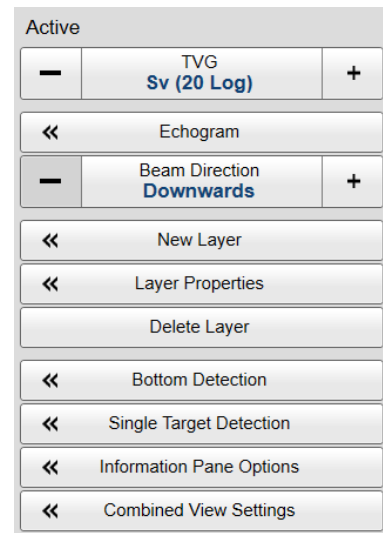 Active
TVG
Sv (20 Log)
Echogram
Beam Direction
Downwards
New Layer
Layer Properties
Delete Layer
Bottom Detection
Single Target Detection
Information Pane Options
Combined View Settings